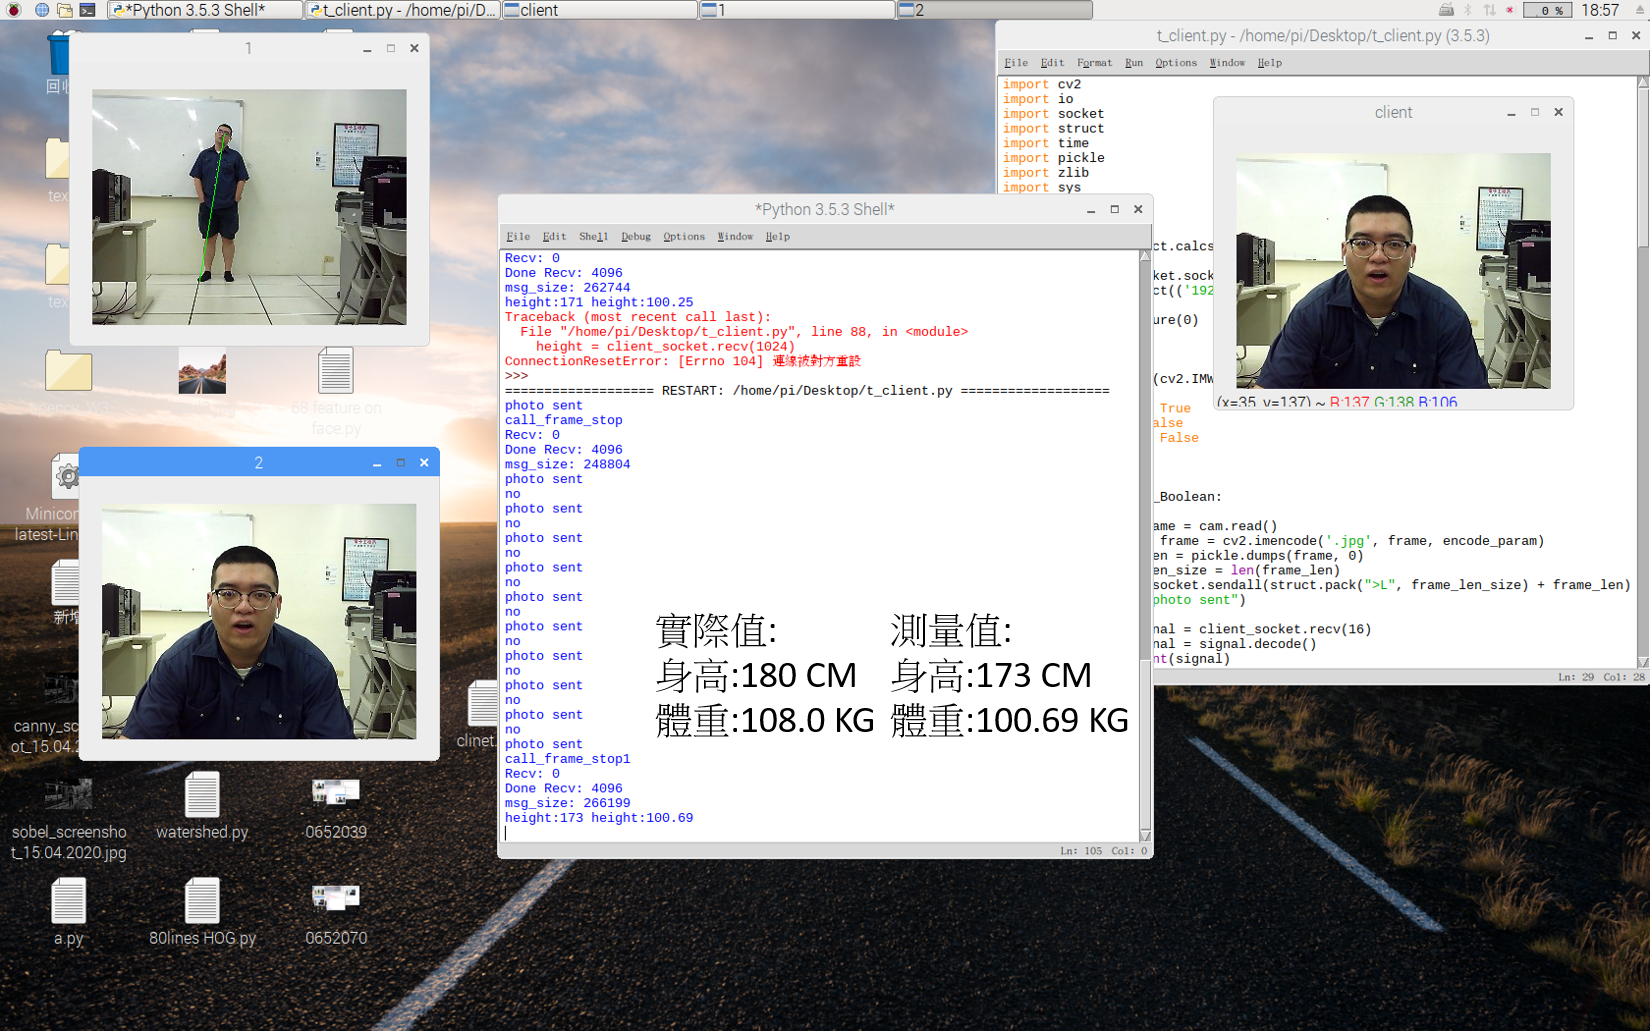 *Python 3.5.3 Shell*
t_client.py - /home/pi/D...
client
1
2
0 %
18:57
1
t_client.py - /home/pi/Desktop/t_client.py (3.5.3)
File Edit Format Run Options Window Help
import cv2
import io
import socket
import struct
import time
import pickle
import zlib
import sys
client
(x=35, y=137) ~ R:137 G:138 B:106
ct.calcs
ket.sock
ct(('192
ure(0)
(cv2.IMW
True
alse
False
_Boolean:
ame = cam.read()
frame = cv2.imencode('.jpg', frame, encode_param)
en = pickle.dumps(frame, 0)
en_size = len(frame_len)
socket.sendall(struct.pack(">L", frame_len_size) + frame_len)
photo sent")
nal = client_socket.recv(16)
nal = signal.decode()
nt(signal)
Ln: 29 Col: 28
*Python 3.5.3 Shell*
File Edit Shell Debug Options Window Help
Recv: 0
Done Recv: 4096
msg_size: 262744
height:171 height:100.25
Traceback (most recent call last):
File "/home/pi/Desktop/t_client.py", line 88, in <module>
height = client_socket.recv(1024)
ConnectionResetError: [Errno 104] 連線被對方重設
>>>
=================== RESTART: /home/pi/Desktop/t_client.py ===================
photo sent
call_frame_stop
Recv: 0
Done Recv: 4096
msg_size: 248804
photo sent
no
photo sent
no
photo sent
no
photo sent
no
photo sent
no
photo sent
no
photo sent
no
photo sent
no
photo sent
no
photo sent
call_frame_stop1
Recv: 0
Done Recv: 4096
msg_size: 266199
height:173 height:100.69
Ln: 105 Col: 0
實際值:
身高:180 CM
體重:108.0 KG
測量值:
身高:173 CM
體重:100.69 KG
2
回收
tex
tex
68 feature on
face.py
Minicon
latest-Lin
新增
canny_sc
ot_15.04.2
clinet.
sobel_screensho
t_15.04.2020.jpg
watershed.py
0652039
a.py
80lines HOG.py
0652070